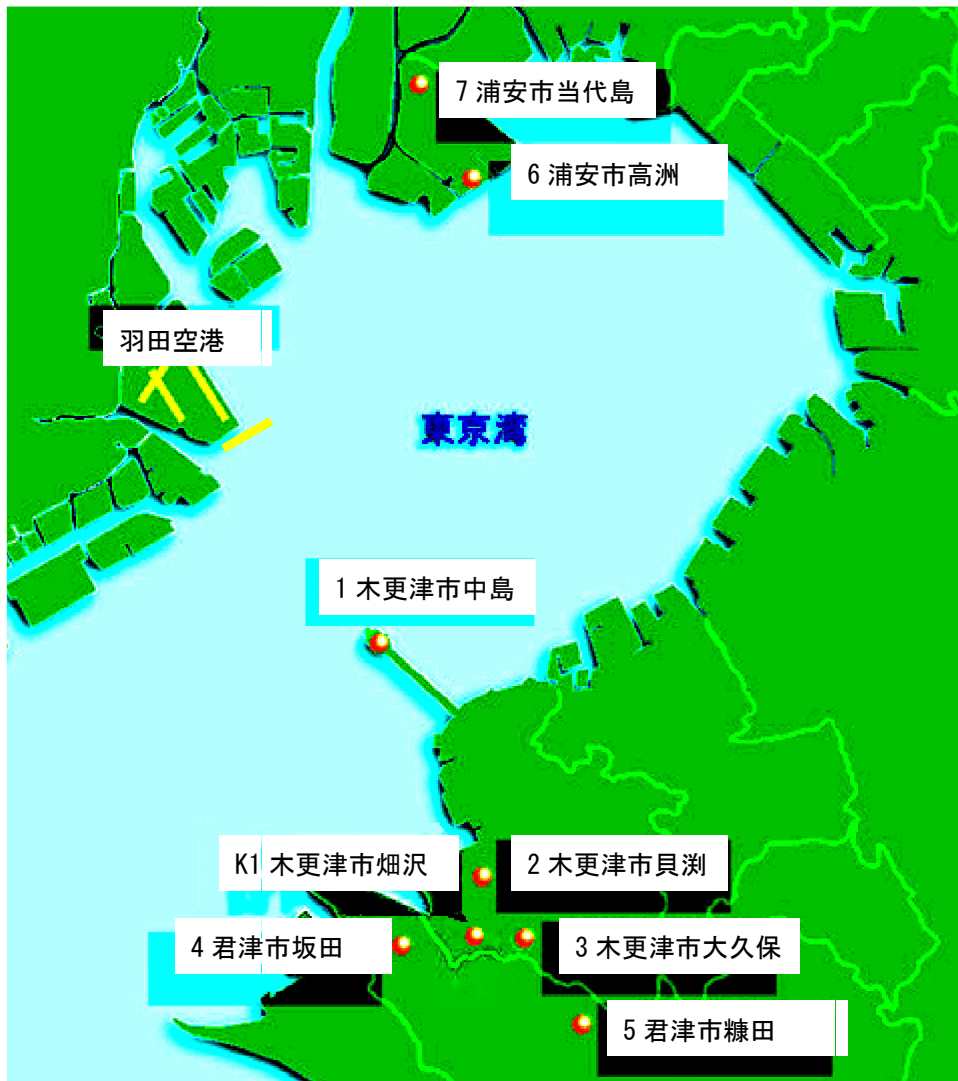 7 浦安市当代島
6 浦安市高洲
羽田空港
東京湾
1 木更津市中島
K1 木更津市畑沢
2 木更津市貝渕
4 君津市坂田
3 木更津市大久保
5 君津市糠田